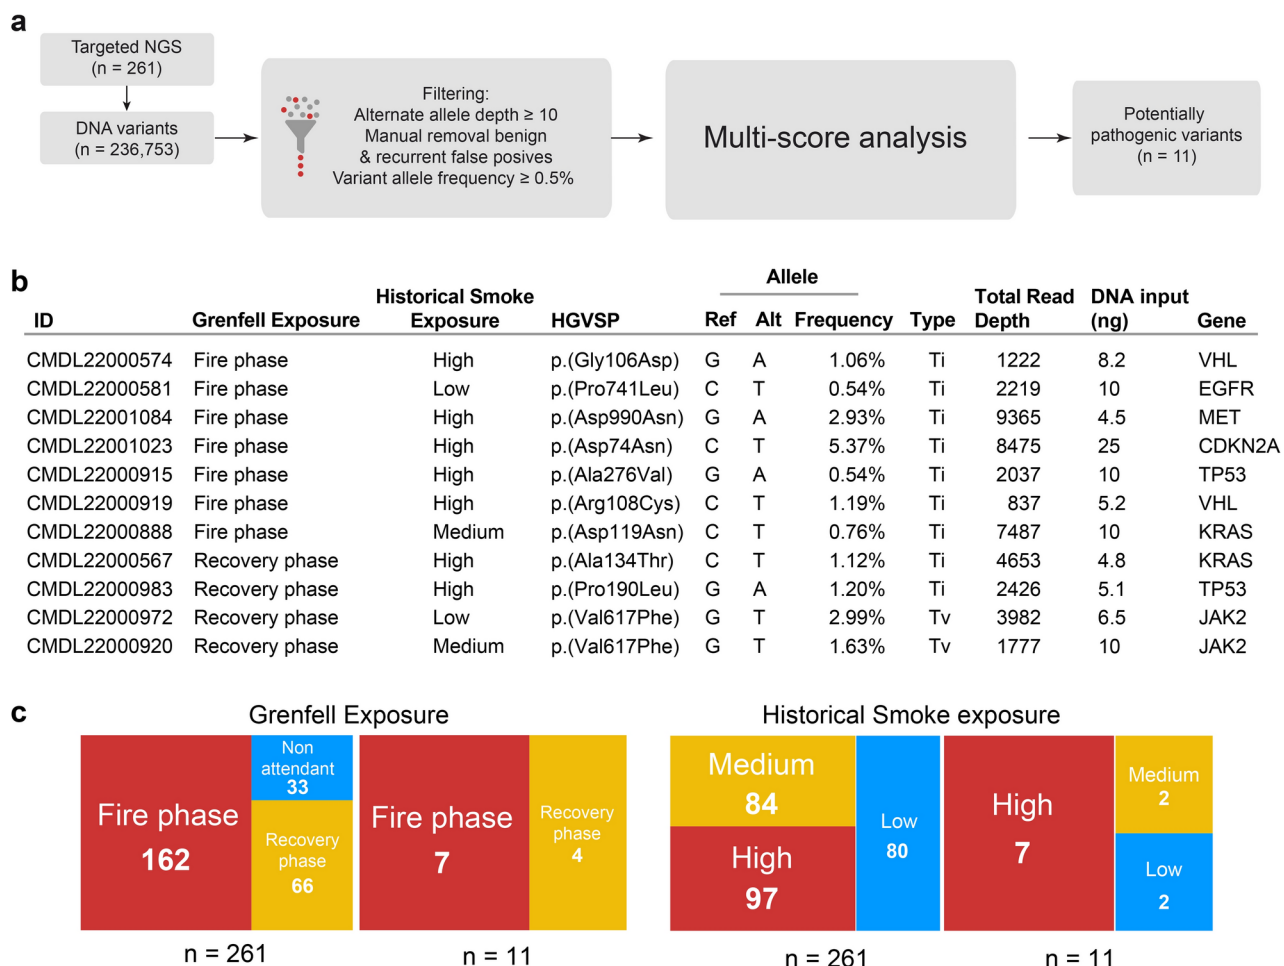 a
Targeted NGS
(n = 261)
DNA variants
(n = 236,753)
Filtering:
Alternate allele depth ≥ 10
Manual removal benign
& recurrent false posives
Variant allele frequency ≥ 0.5%
Multi-score analysis
Potentially
pathogenic variants
(n = 11)
b
Allele
ID Grenfell Exposure Historical Smoke Exposure HGVSP Ref Alt Frequency Type Total Read Depth DNA input (ng) Gene
CMDL22000574 Fire phase High p.(Gly106Asp) G A 1.06% Ti 1222 8.2 VHL
CMDL22000581 Fire phase Low p.(Pro741Leu) C T 0.54% Ti 2219 10 EGFR
CMDL22001084 Fire phase High p.(Asp990Asn) G A 2.93% Ti 9365 4.5 MET
CMDL22001023 Fire phase High p.(Asp74Asn) C T 5.37% Ti 8475 25 CDKN2A
CMDL22000915 Fire phase High p.(Ala276Val) G A 0.54% Ti 2037 10 TP53
CMDL22000919 Fire phase High p.(Arg108Cys) C T 1.19% Ti 837 5.2 VHL
CMDL22000888 Fire phase Medium p.(Asp119Asn) C T 0.76% Ti 7487 10 KRAS
CMDL22000567 Recovery phase High p.(Ala134Thr) C T 1.12% Ti 4653 4.8 KRAS
CMDL22000983 Recovery phase High p.(Pro190Leu) G A 1.20% Ti 2426 5.1 TP53
CMDL22000972 Recovery phase Low p.(Val617Phe) G T 2.99% Tv 3982 6.5 JAK2
CMDL22000920 Recovery phase Medium p.(Val617Phe) G T 1.63% Tv 1777 10 JAK2
c
Grenfell Exposure
Fire phase
162
Non
attendant
33
Recovery
phase
66
n = 261
Fire phase
7
Recovery
phase
4
n = 11
Historical Smoke exposure
Medium
84
High
97
Low
80
n = 261
High
7
Medium
2
Low
2
n = 11